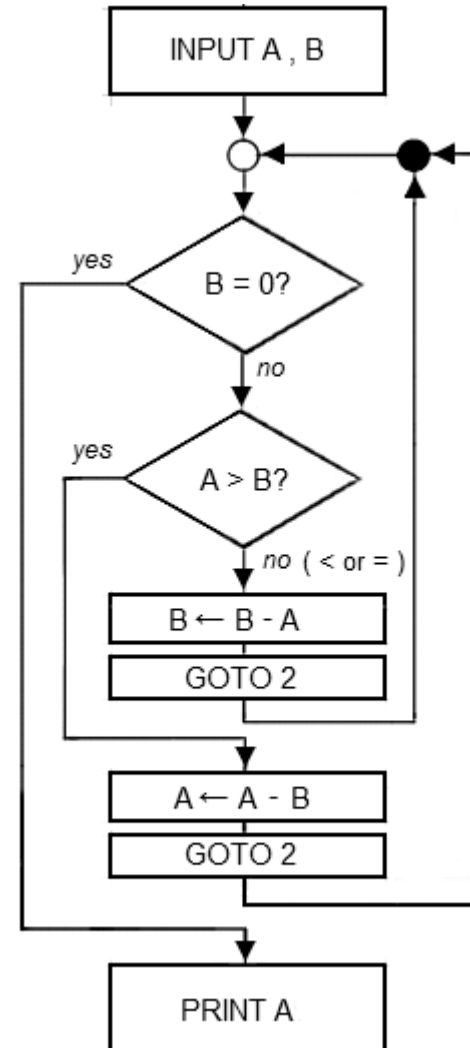 INPUT A , B
yes
B = 0?
no
yes
A > B?
no ( < or = )
B ← B - A
GOTO 2
A ← A - B
GOTO 2
PRINT A